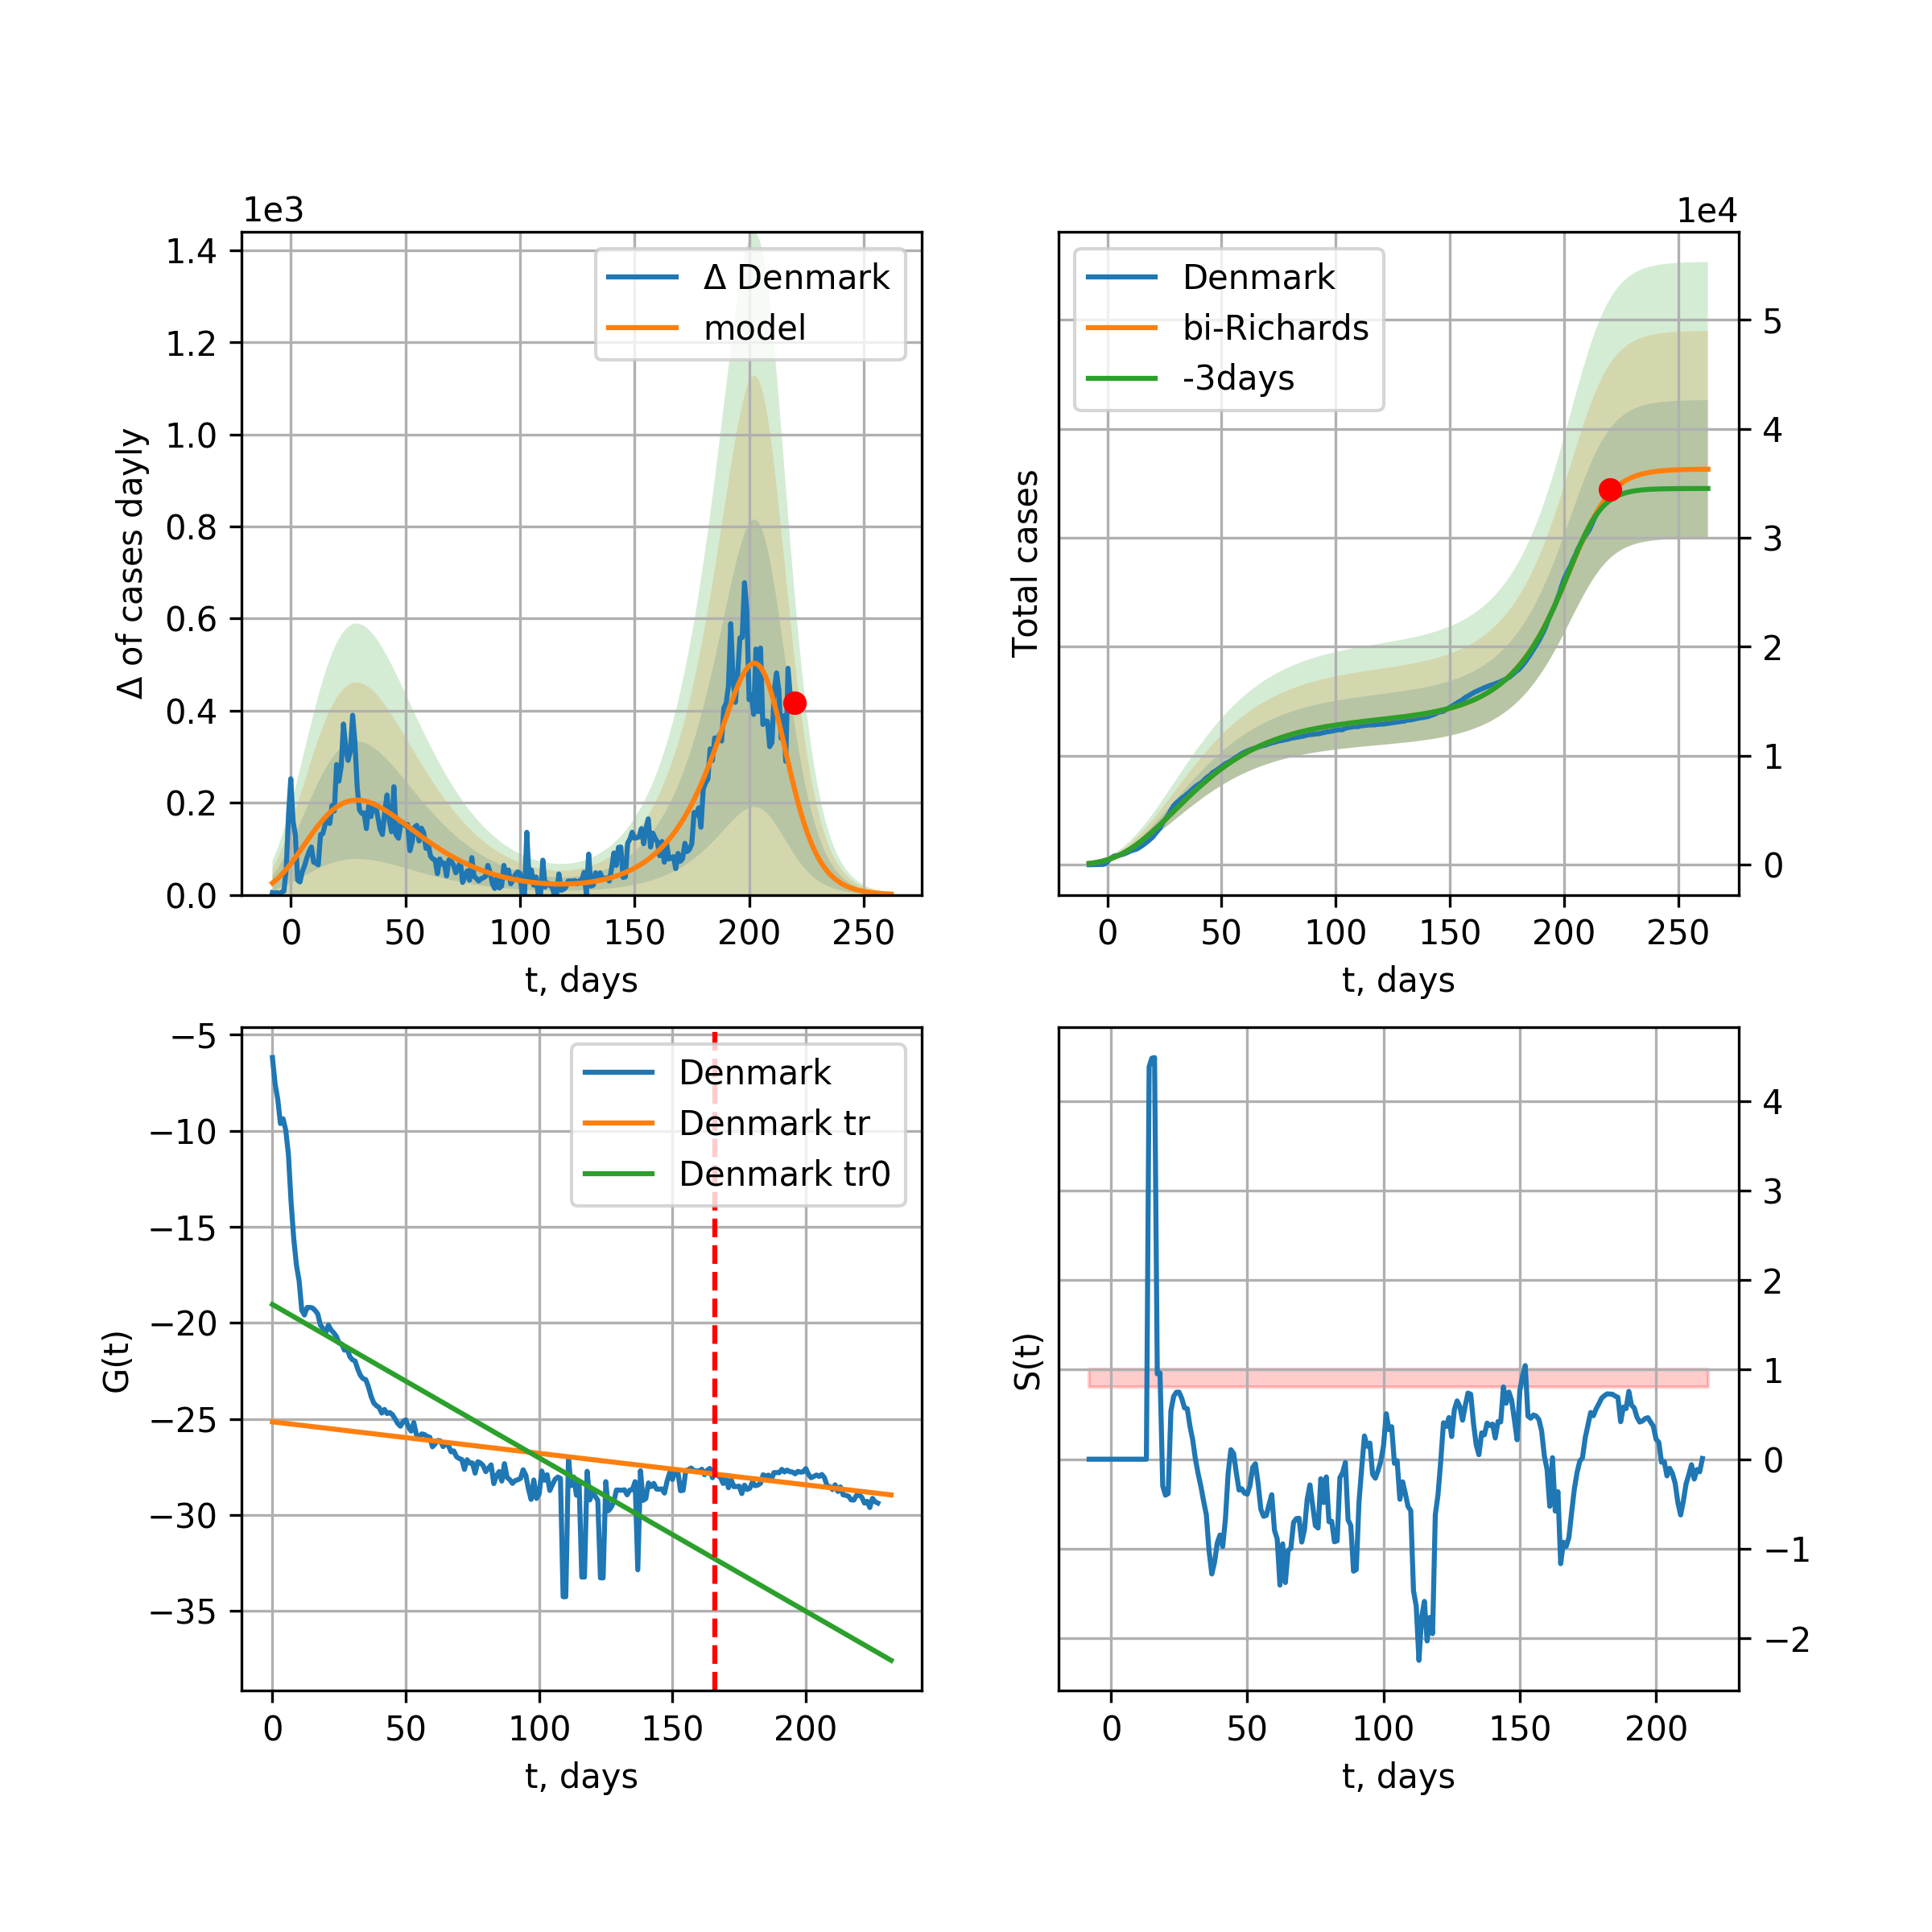 1e3
1.4
1.2
1.0
0.8
0.6
0.4
0.2
0.0
Δ of cases dayly
Δ Denmark
model
0 50 100 150 200 250
t, days
1e4
Denmark
bi-Richards
-3days
Total cases
5
4
3
2
1
0
0 50 100 150 200 250
t, days
−5
−10
−15
−20
−25
−30
−35
G(t)
Denmark
Denmark tr
Denmark tr0
0 50 100 150 200
t, days
S(t)
4
3
2
1
0
−1
−2
0 50 100 150 200
t, days